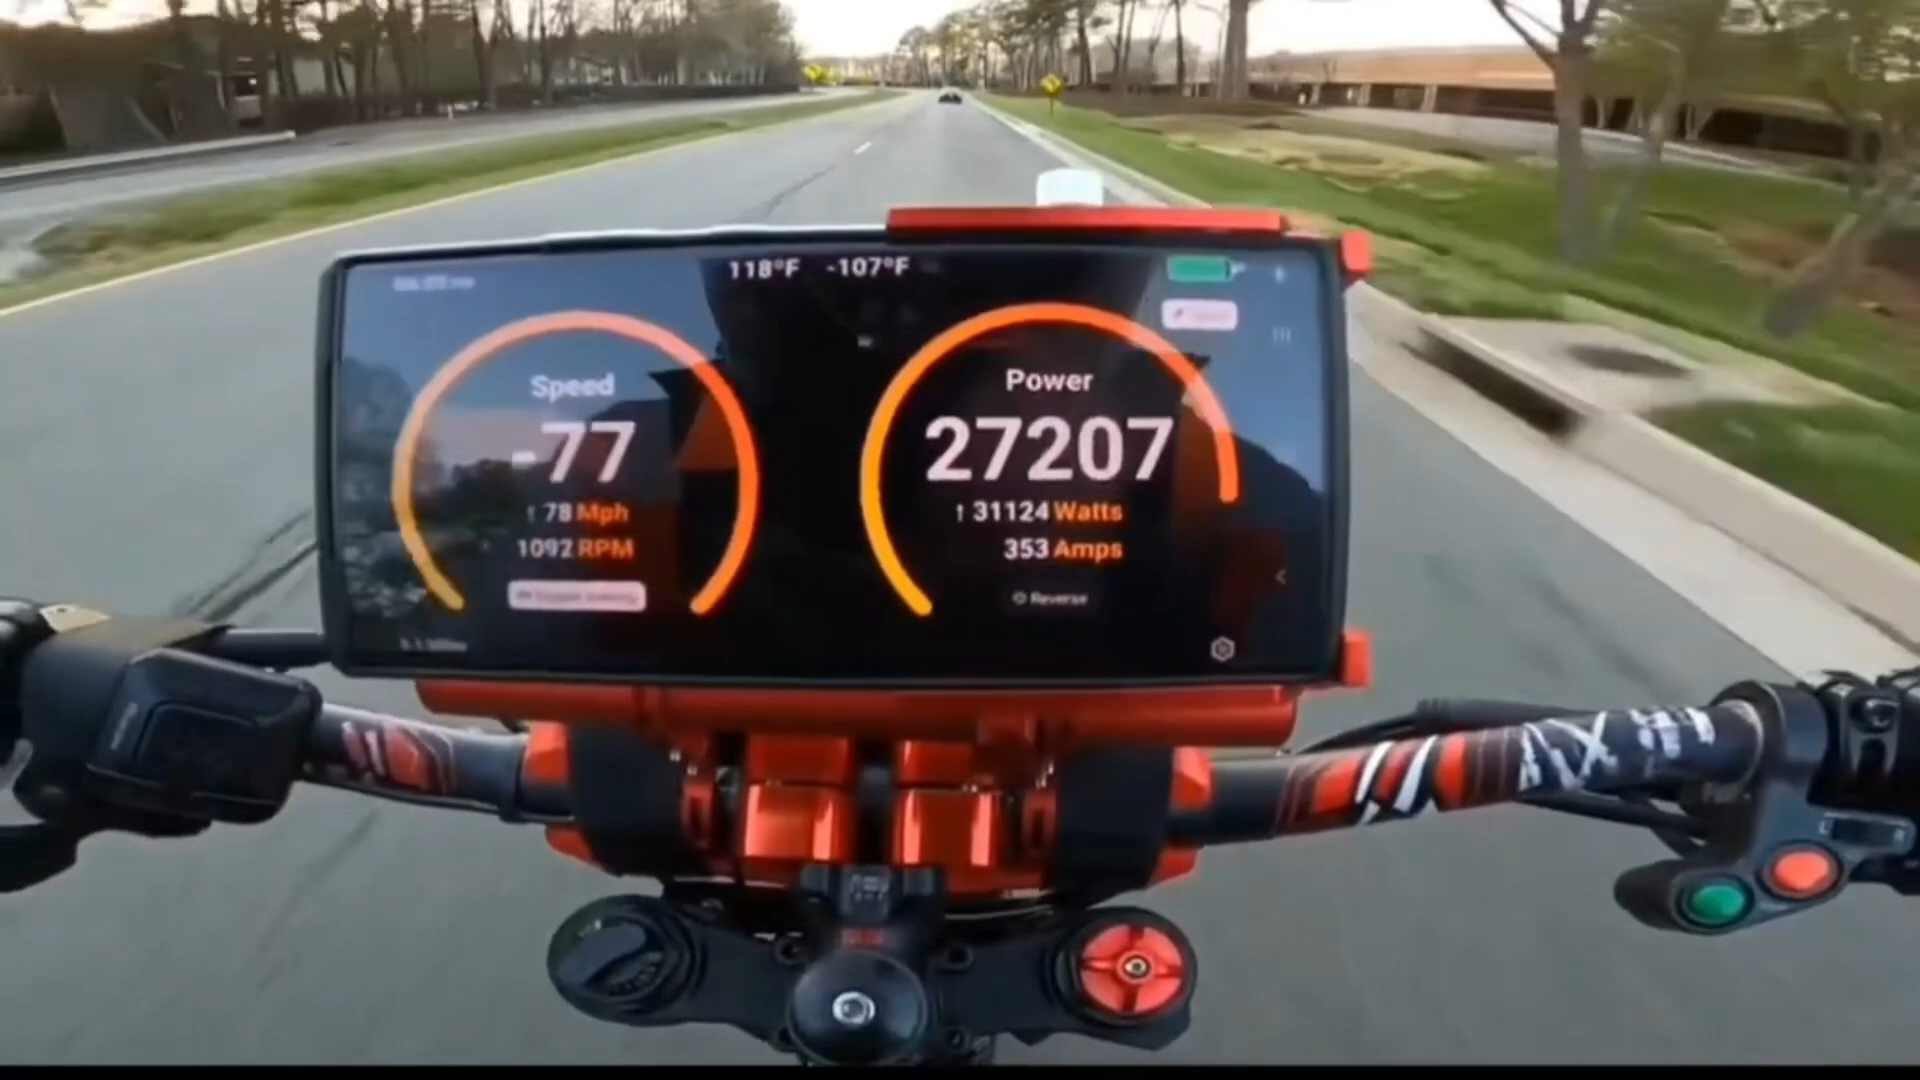 118°F -107°F
Speed
-77
↑ 78 Mph
1092 RPM
Power
27207
↑ 31124 Watts
353 Amps
Reverse